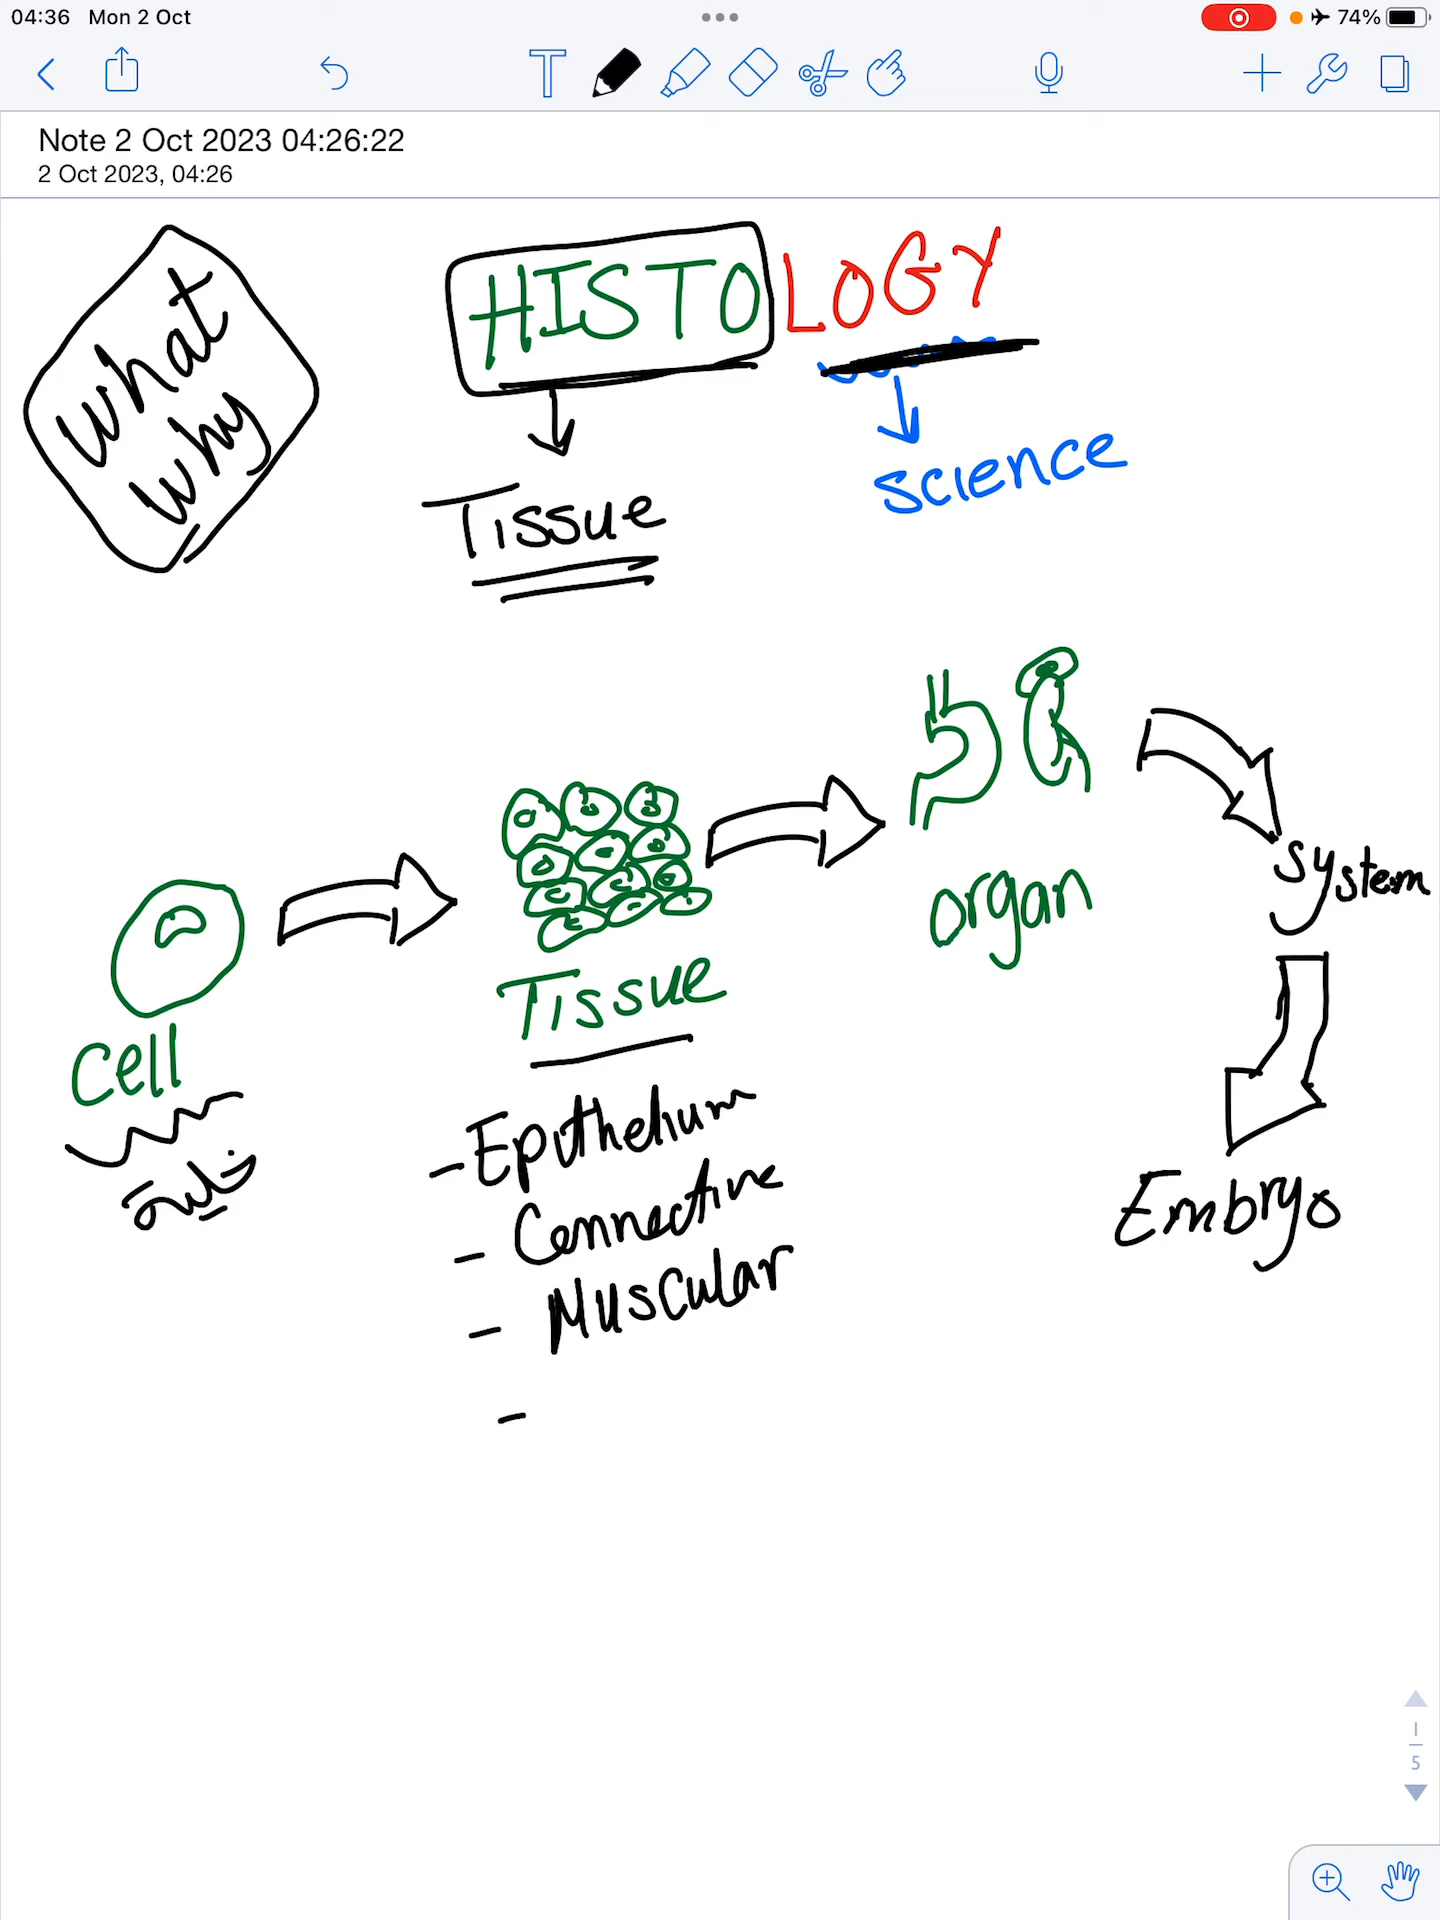 04:36 Mon 2 Oct
74%
T
Note 2 Oct 2023 04:26:22
2 Oct 2023, 04:26
What
Why
HISTOLOGY
Tissue
Science
organ
System
Tissue
Cell
- Epithelium
- Connective
- Muscular
-
Embryo
1
5